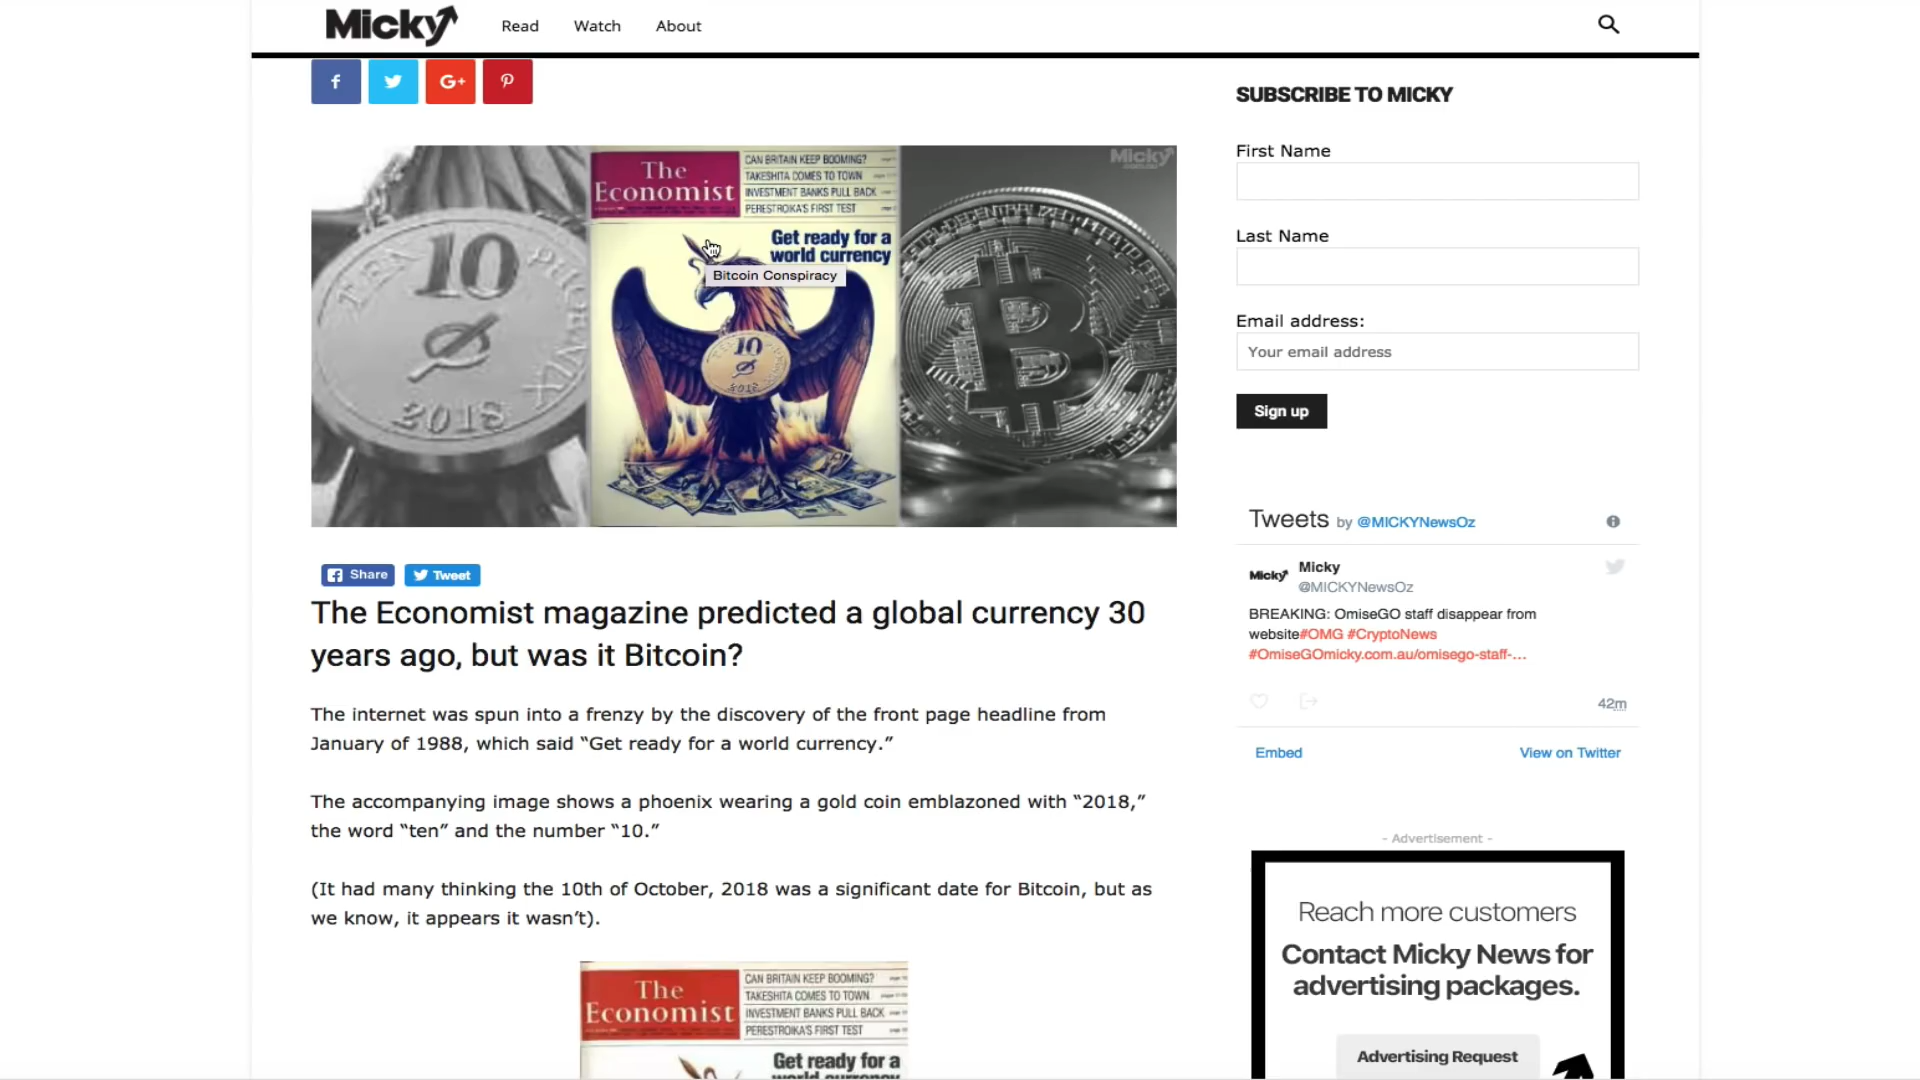 Micky
Read
Watch
About
f
G+
Micky
TEN
10
PHOENIX
2018
The
Economist
CAN BRITAIN KEEP BOOMING?
TAKESHITA COMES TO TOWN
INVESTMENT BANKS PULL BACK
PERESTROIKA'S FIRST TEST
Get ready for a
world currency
Bitcoin Conspiracy
10
2018
DECENTRALIZED
Share
Tweet
The Economist magazine predicted a global currency 30
years ago, but was it Bitcoin?
The internet was spun into a frenzy by the discovery of the front page headline from
January of 1988, which said “Get ready for a world currency.”
The accompanying image shows a phoenix wearing a gold coin emblazoned with “2018,”
the word “ten” and the number “10.”
(It had many thinking the 10th of October, 2018 was a significant date for Bitcoin, but as
we know, it appears it wasn’t).
The
Economist
CAN BRITAIN KEEP BOOMING?
TAKESHITA COMES TO TOWN
INVESTMENT BANKS PULL BACK
PERESTROIKA'S FIRST TEST
Get ready for a
world currency
SUBSCRIBE TO MICKY
First Name
Last Name
Email address:
Your email address
Sign up
Tweets by @MICKYNewsOz
Micky
Micky
@MICKYNewsOz
BREAKING: OmiseGO staff disappear from
website#OMG #CryptoNews
#OmiseGOmicky.com.au/omisego-staff-...
42m
Embed
View on Twitter
- Advertisement -
Reach more customers
Contact Micky News for
advertising packages.
Advertising Request